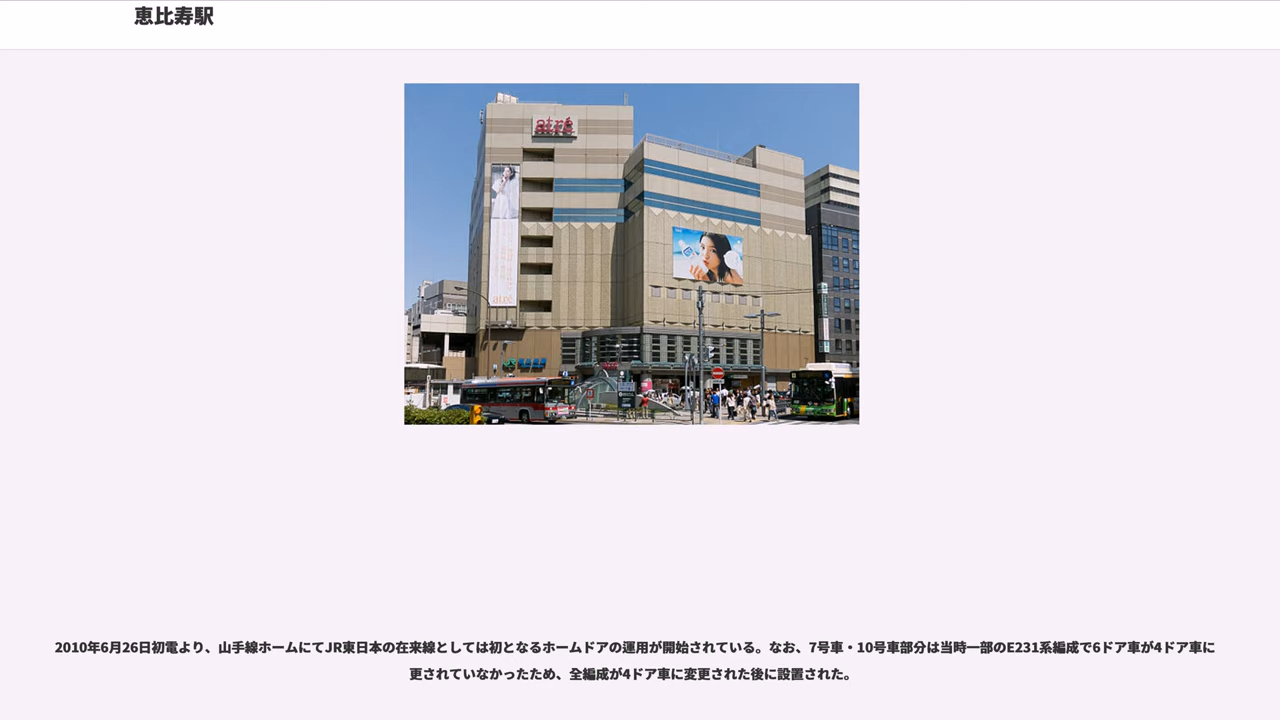 恵比寿駅
atré
atré
2010年6月26日初電より、山手線ホームにてJR東日本の在来線としては初となるホームドアの運用が開始されている。なお、7号車・10号車部分は当時一部のE231系編成で6ドア車が4ドア車に
更されていなかったため、全編成が4ドア車に変更された後に設置された。